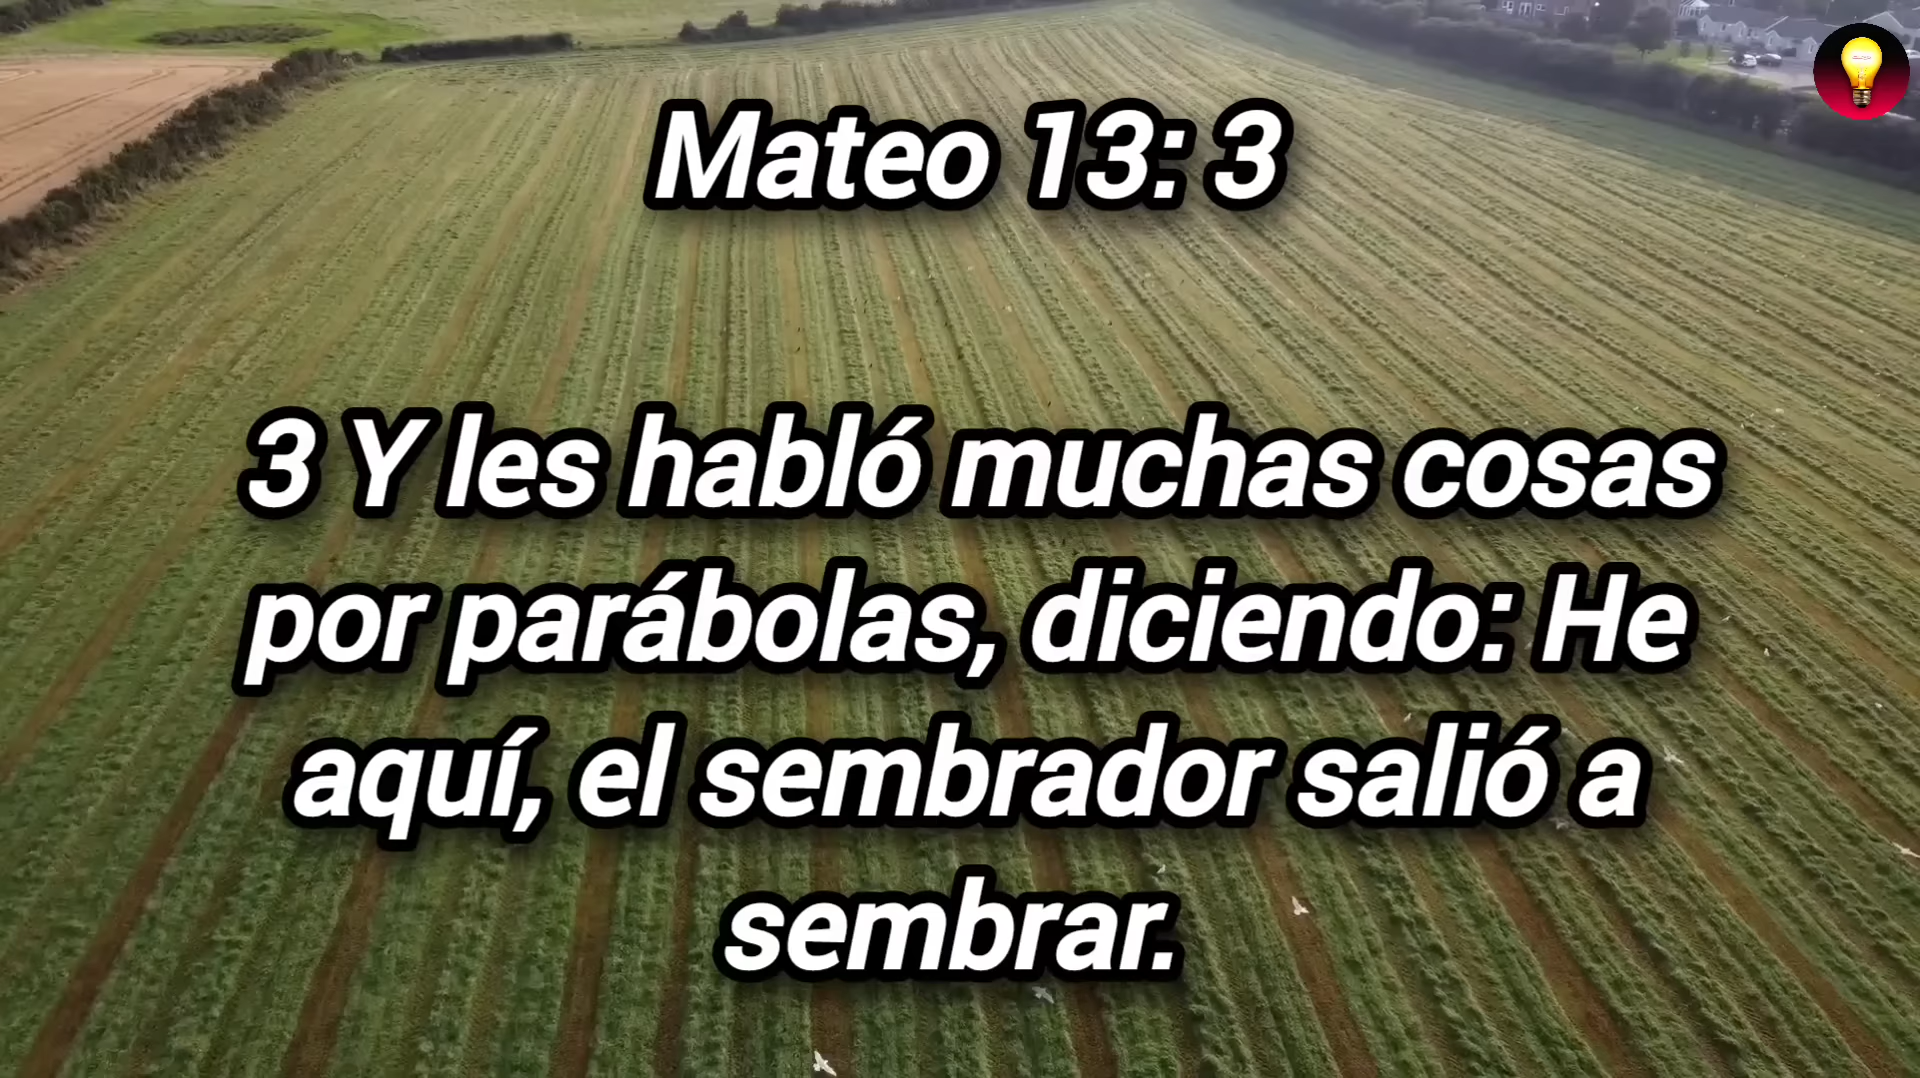 Mateo 13: 3
3 Y les habló muchas cosas
por parábolas, diciendo: He
aquí, el sembrador salió a
sembrar.